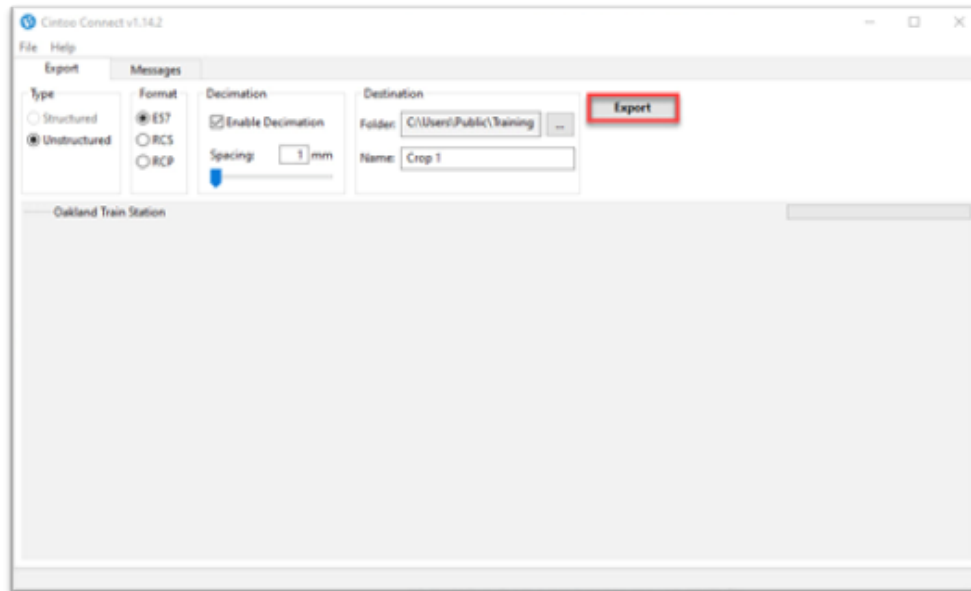 Cintoo Connect v1.14.2
File Help
Export Messages
Type Format Decimation Destination
Export
Structured E57 Enable Decimation Folder: C:\Users\Public\Training ...
Unstructured RCS
Spacing: 1 mm Name: Crop 1
RCP
Oakland Train Station